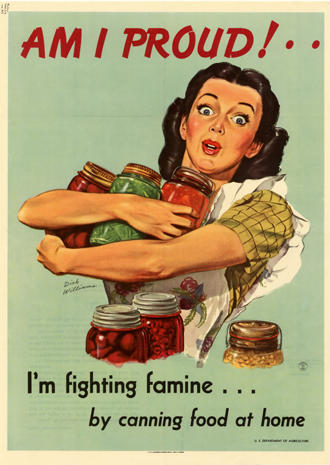 AM I PROUD!..
Dick
Williams
I'm fighting famine...
by canning food at home
U. S. DEPARTMENT OF AGRICULTURE